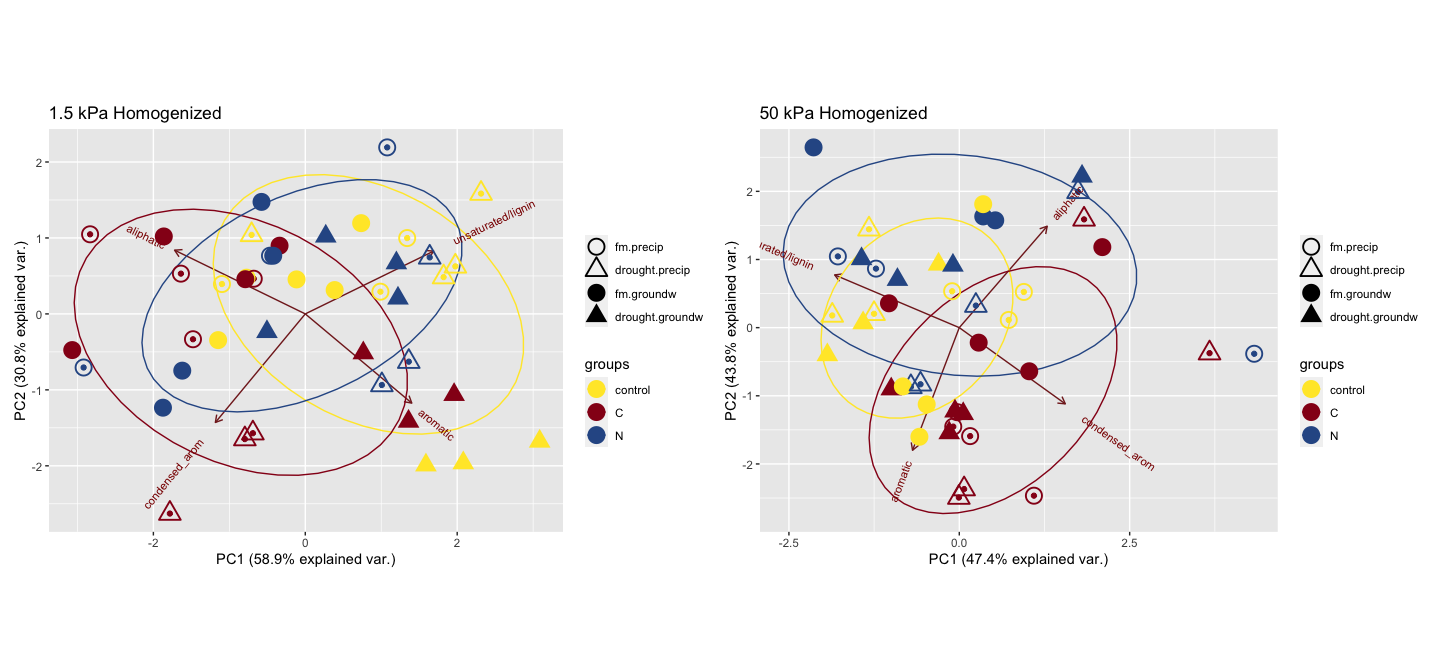 1.5 kPa Homogenized
2
1
0
-1
-2
-2
0
2
PC1 (58.9% explained var.)
PC2 (30.8% explained var.)
aliphatic
unsaturated/lignin
aromatic
condensed_arom
fm.precip
drought.precip
fm.groundw
drought.groundw
groups
control
C
N
50 kPa Homogenized
2
1
0
-1
-2
-2.5
0.0
2.5
PC1 (47.4% explained var.)
PC2 (43.8% explained var.)
aliphatic
rated/lignin
condensed_arom
aromatic
fm.precip
drought.precip
fm.groundw
drought.groundw
groups
control
C
N